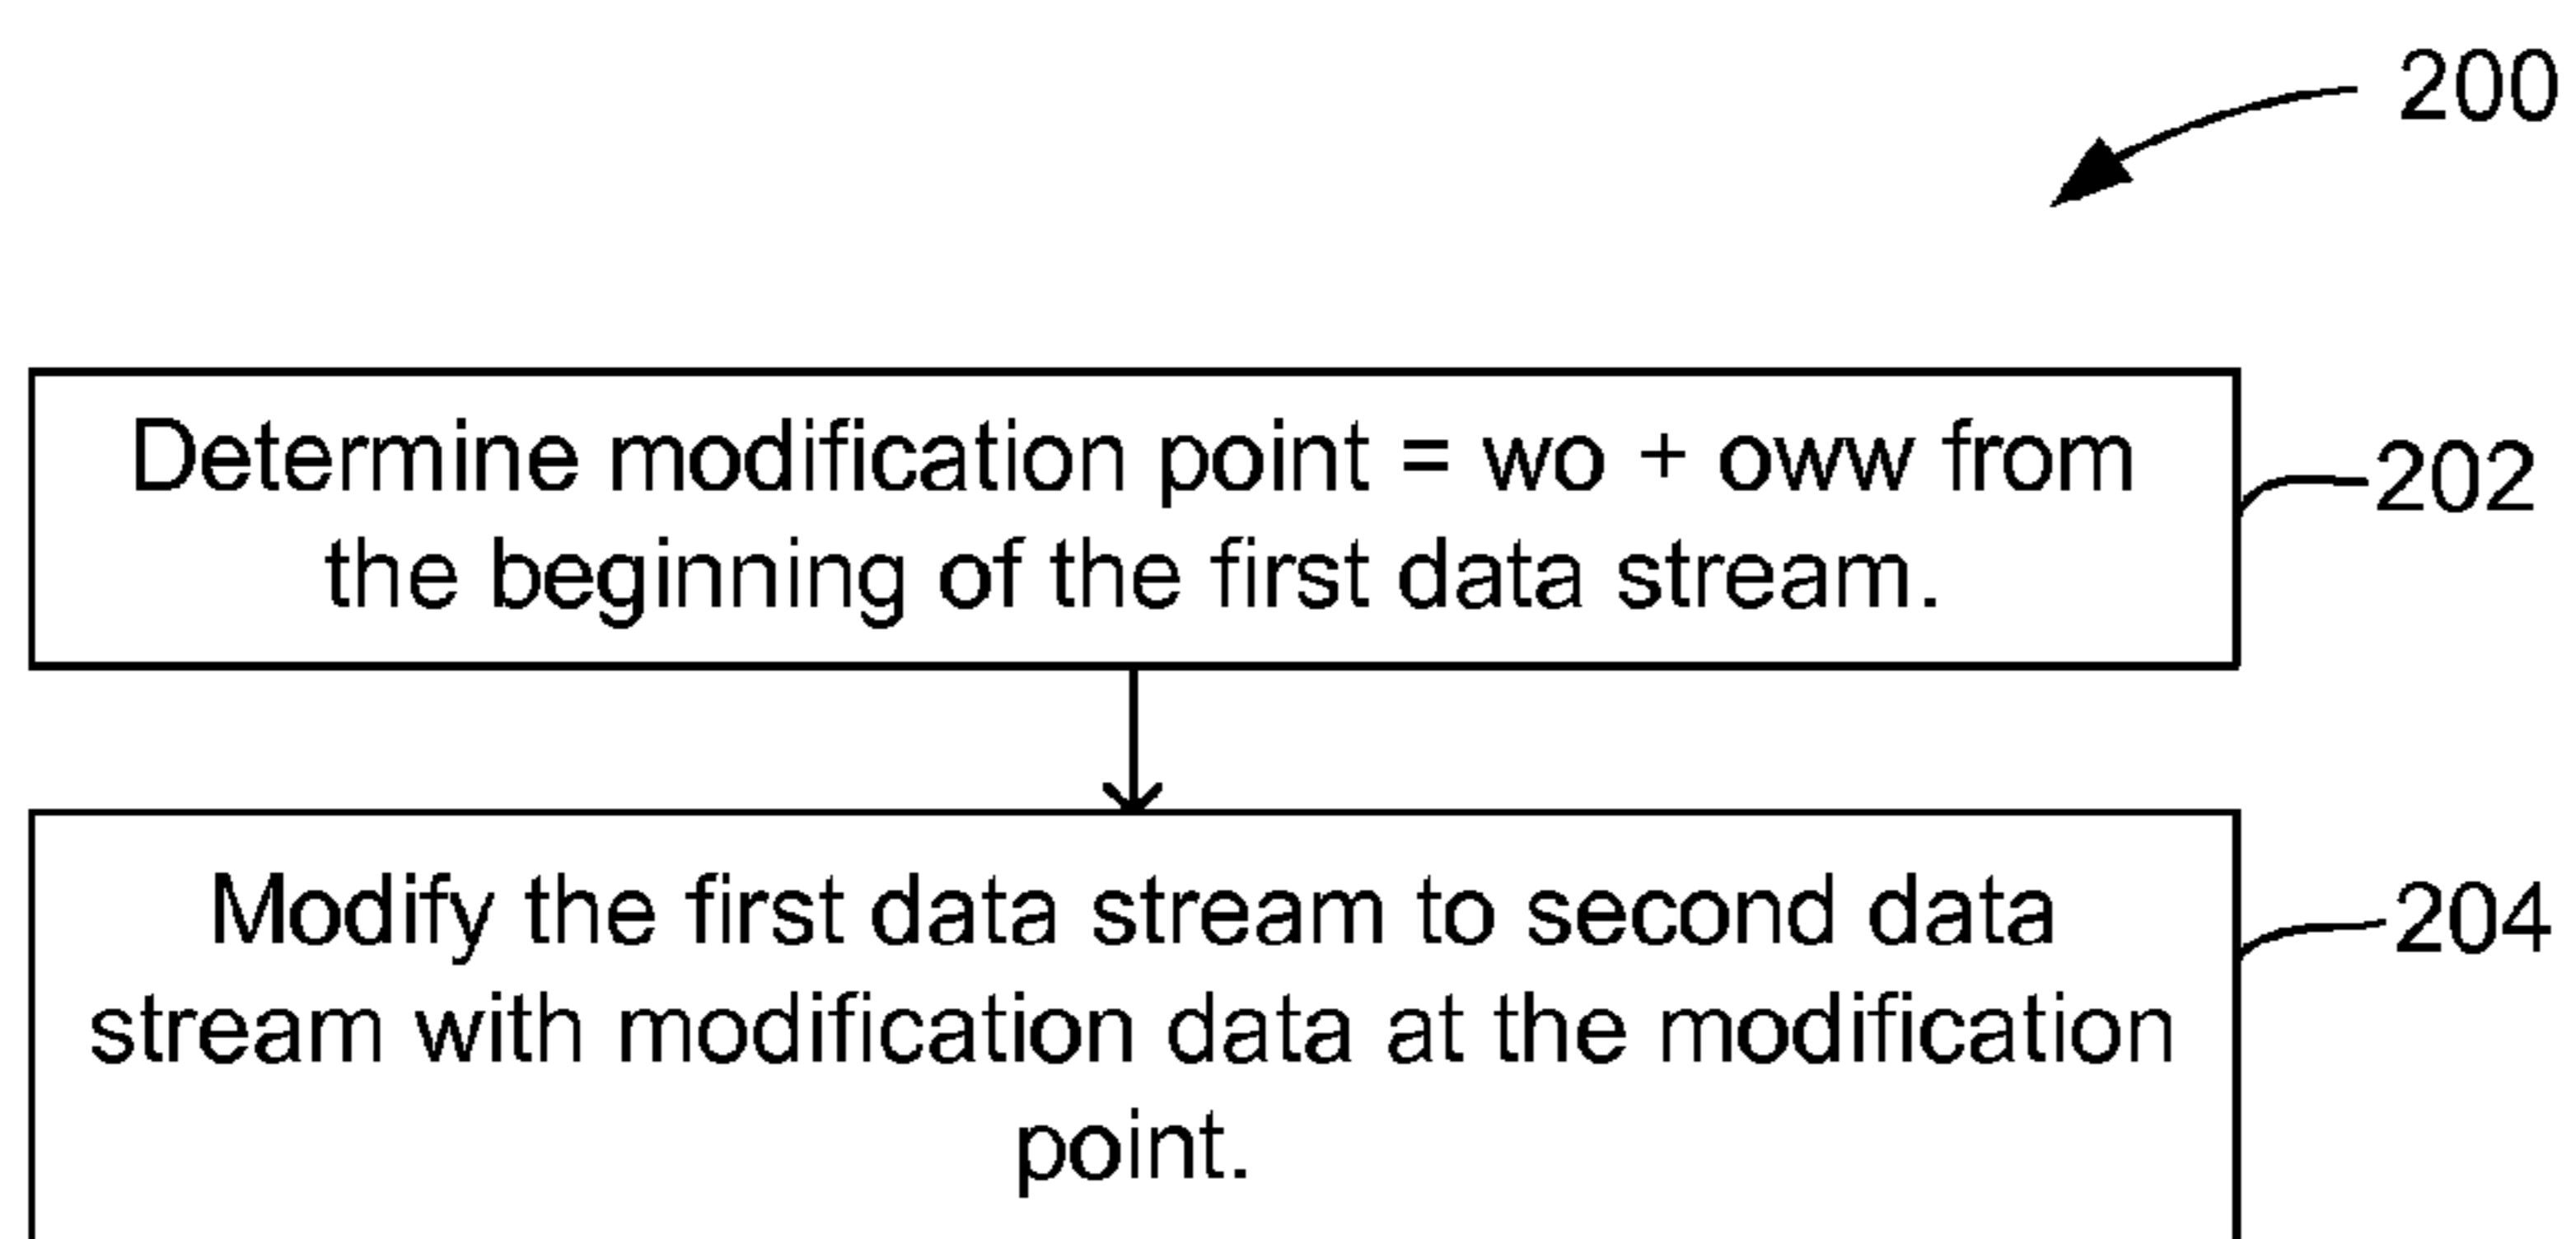 200
Determine modification point = wo + oww from
the beginning of the first data stream.
202
Modify the first data stream to second data
stream with modification data at the modification
point.
204